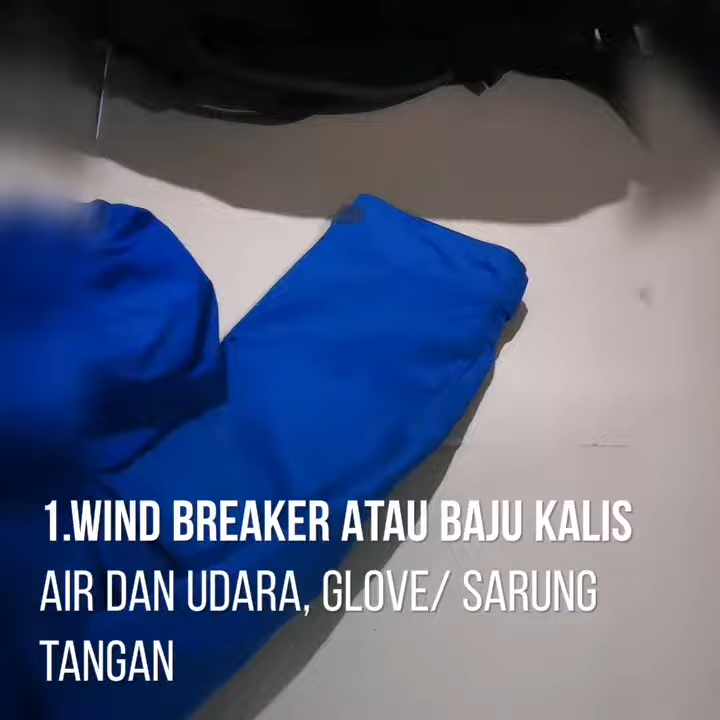 1.WIND BREAKER ATAU BAJU KALIS
AIR DAN UDARA, GLOVE/ SARUNG
TANGAN